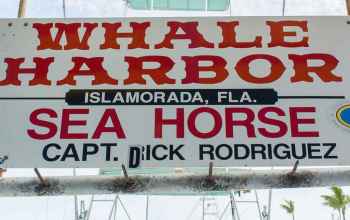 WHALE
HARBOR
ISLAMORADA, FLA.
SEA HORSE
CAPT. DICK RODRIGUEZ